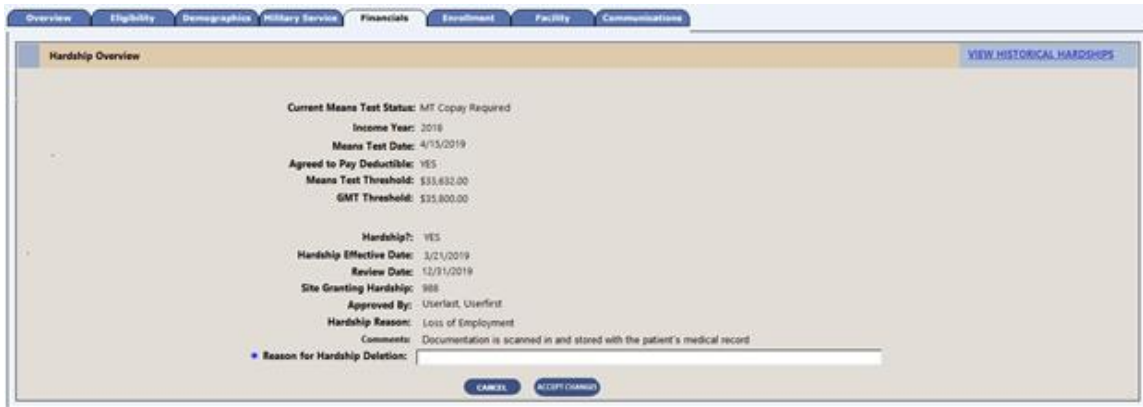 Overview Eligibility Demographics Military Service Financials Enrollment Facility Communications
Hardship Overview VIEW HISTORICAL HARDSHIPS
Current Means Test Status: MT Copay Required
Income Year: 2018
Means Test Date: 4/15/2019
Agreed to Pay Deductible: YES
Means Test Threshold: $33,632.00
GMT Threshold: $35,800.00
Hardship?: YES
Hardship Effective Date: 3/21/2019
Review Date: 12/31/2019
Site Granting Hardship: 988
Approved By: Userlast, Userfirst
Hardship Reason: Loss of Employment
Comments: Documentation is scanned in and stored with the patient's medical record
Reason for Hardship Deletion:
CANCEL ACCEPT CHANGES